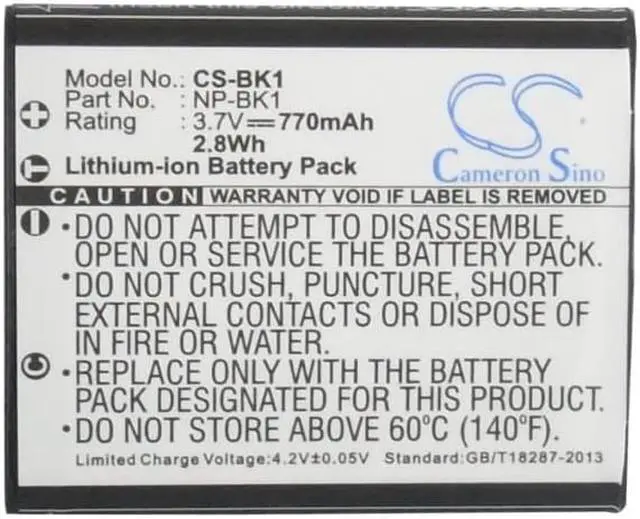 Model No.: CS-BK1
Part No. : NP-BK1
Rating : 3.7V⎓770mAh
2.8Wh
Lithium-ion Battery Pack
CS
Cameron Sino
CAUTION WARRANTY VOID IF LABEL IS REMOVED
•DO NOT ATTEMPT TO DISASSEMBLE,
OPEN OR SERVICE THE BATTERY PACK.
•DO NOT CRUSH, PUNCTURE, SHORT
EXTERNAL CONTACTS OR DISPOSE OF
IN FIRE OR WATER.
•REPLACE ONLY WITH THE BATTERY
PACK DESIGNATED FOR THIS PRODUCT.
•DO NOT STORE ABOVE 60°C (140°F).
Limited Charge Voltage:4.2V±0.05V Standard:GB/T18287-2013